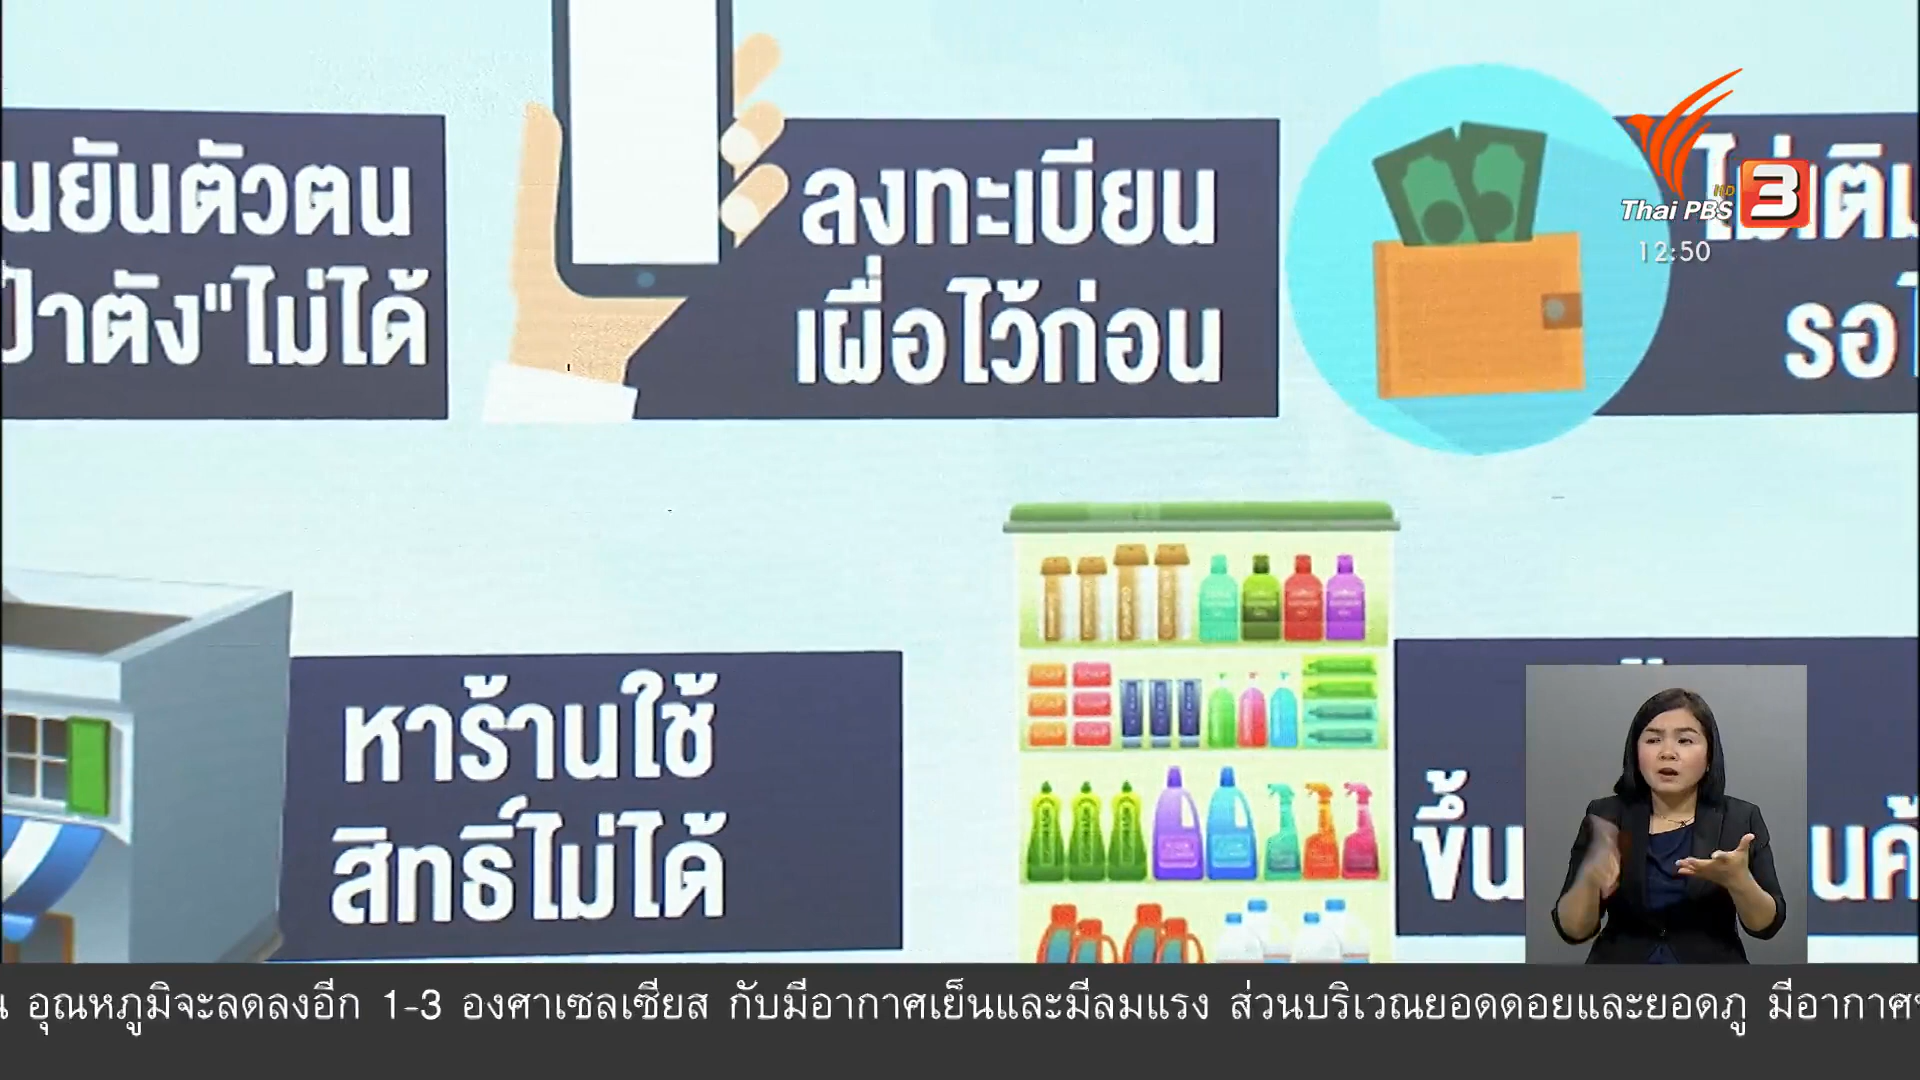 นยันตัวตน
ป๋าตัง"ไม่ได้
ลงทะเบียน
เผื่อไว้ก่อน
รอ
Thai PBS
HD
3
12:50
หาร้านใช้
สิทธิ์ไม่ได้
ขึ้น
นค้
อุณหภูมิจะลดลงอีก 1-3 องศาเซลเซียส กับมีอากาศเย็นและมีลมแรง ส่วนบริเวณยอดดอยและยอดภู มีอากาศ